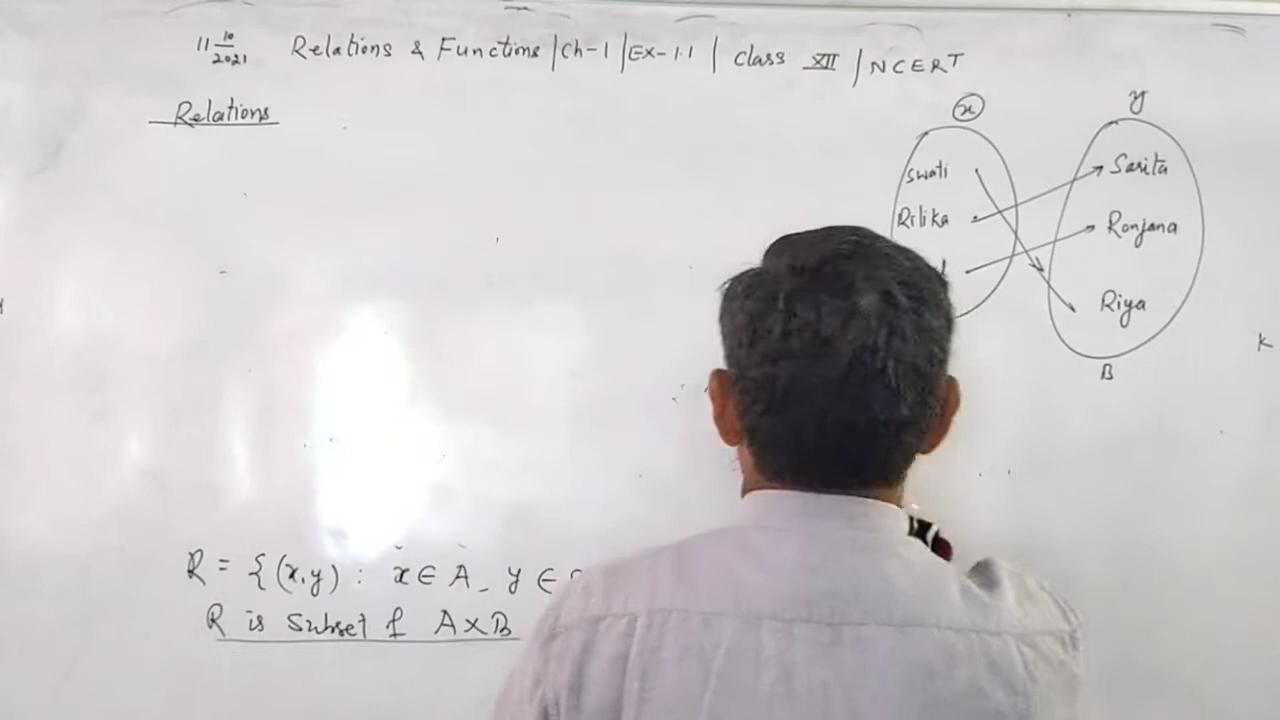 11 10/2021 Relations & Functions | Ch-1 | Ex-1.1 | Class XII | NCERT
Relations
x y
swati Sarita
Rilika Ranjana
Riya
K
B
R = {(x,y) : x ∈ A, y ∈
R is Subset of A×B